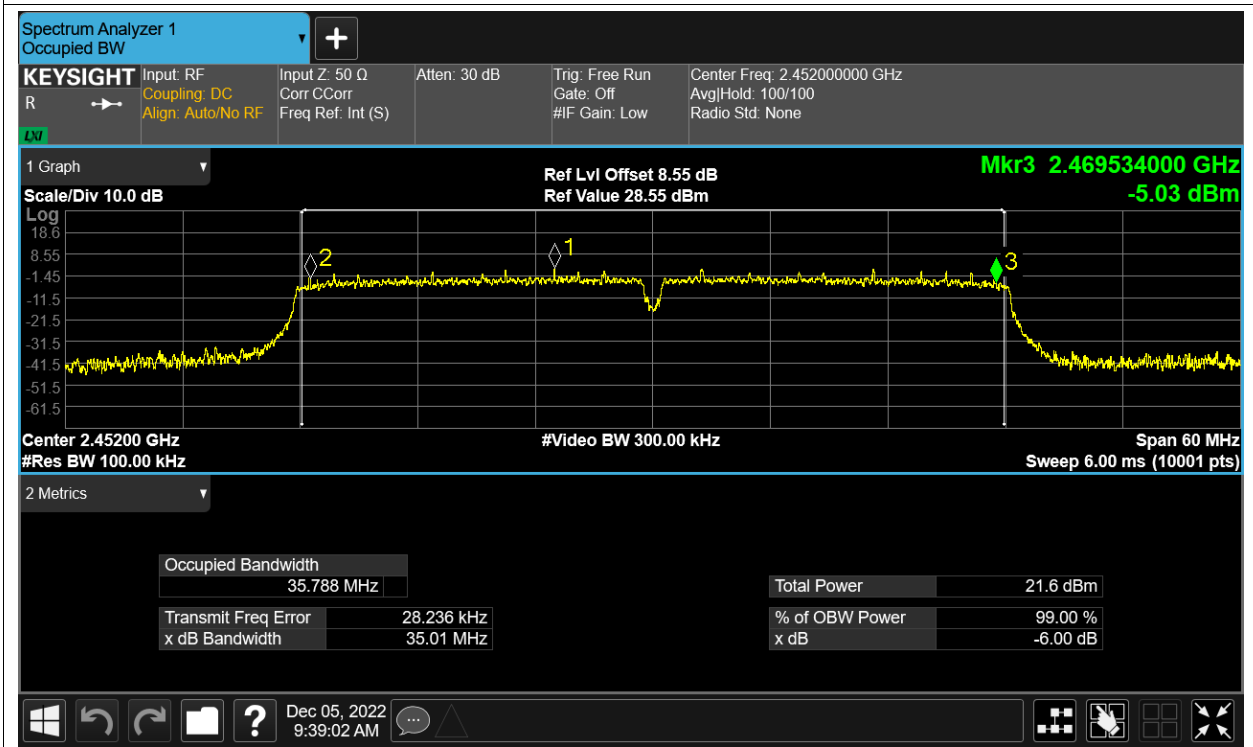 Spectrum Analyzer 1
Occupied BW
KEYSIGHT
R
LXI
Input: RF
Coupling: DC
Align: Auto/No RF
Input Z: 50 Ω
Corr CCorr
Freq Ref: Int (S)
Atten: 30 dB
Trig: Free Run
Gate: Off
#IF Gain: Low
Center Freq: 2.452000000 GHz
Avg|Hold: 100/100
Radio Std: None
1 Graph
Scale/Div 10.0 dB
Ref Lvl Offset 8.55 dB
Ref Value 28.55 dBm
Mkr3 2.469534000 GHz
-5.03 dBm
Log
18.6
8.55
-1.45
-11.5
-21.5
-31.5
-41.5
-51.5
-61.5
2
1
3
Center 2.45200 GHz
#Video BW 300.00 kHz
Span 60 MHz
#Res BW 100.00 kHz
Sweep 6.00 ms (10001 pts)
2 Metrics
Occupied Bandwidth
35.788 MHz
Total Power 21.6 dBm
Transmit Freq Error 28.236 kHz
% of OBW Power 99.00 %
x dB Bandwidth 35.01 MHz
x dB -6.00 dB
?
Dec 05, 2022
9:39:02 AM